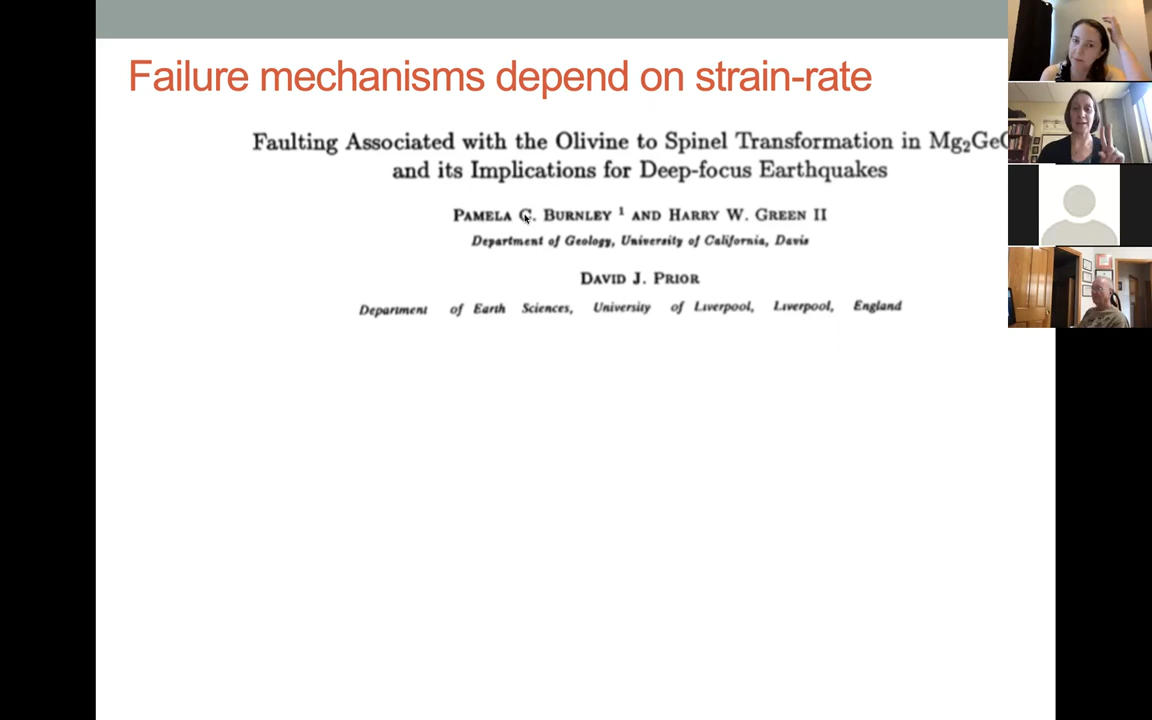 Failure mechanisms depend on strain-rate
Faulting Associated with the Olivine to Spinel Transformation in Mg₂Ge
and its Implications for Deep-focus Earthquakes
PAMELA C. BURNLEY ¹ AND HARRY W. GREEN II
Department of Geology, University of California, Davis
DAVID J. PRIOR
Department of Earth Sciences, University of Liverpool, Liverpool, England